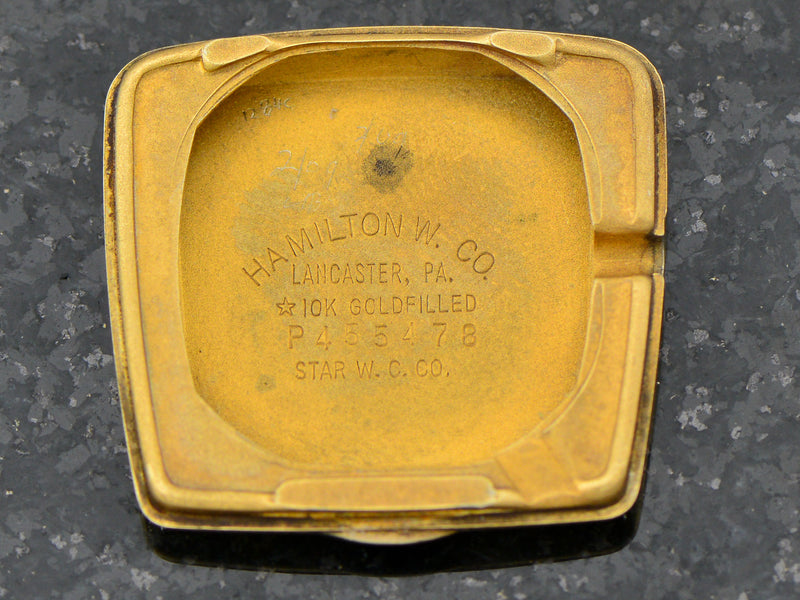 HAMILTON W. CO.
LANCASTER, PA.
☆10K GOLDFILLED
P455478
STAR W. C. CO.